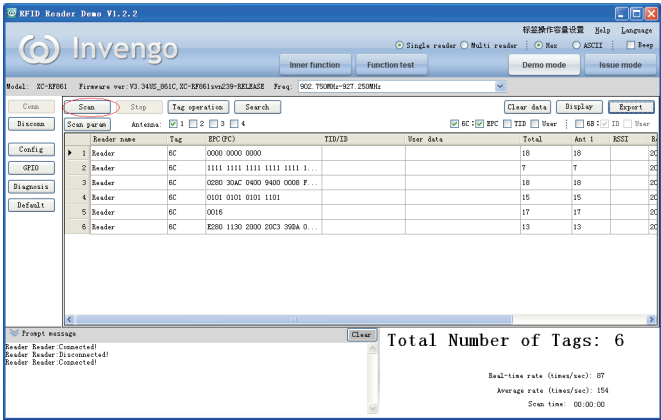 RFID Reader Demo V1.2.2
Invengo
标签操作容量设置 Help Language
Single reader Multi reader Hex ASCII Beep
Inner function Function test Demo mode Issue mode
Model: XC-RF861 Firmware ver:V3.34US_861C,XC-RF861svn239-RELEASE Freq: 902.750MHz-927.250MHz
Conn Scan Stop Tag operation Search Clear data Display Export
Disconn Scan param Antenna: 1 2 3 4 6C: EPC TID User 6B: ID User
Reader name Tag EPC(PC) TID/ID User data Total Ant 1 RSSI
Config
1 Reader 6C 0000 0000 0000 18 18 20
GPIO
2 Reader 6C 1111 1111 1111 1111 1... 7 7 20
Diagnosis
3 Reader 6C 0280 30AC 0400 9400 0008 F... 18 18 20
Default
4 Reader 6C 0101 0101 0101 1101 15 15 20
5 Reader 6C 0016 17 17 20
6 Reader 6C E280 1130 2000 20C3 39DA 0... 13 13 20
Prompt message Clear
Reader Reader:Connected!
Reader Reader:Disconnected!
Reader Reader:Connected!
Total Number of Tags: 6
Real-time rate (times/sec): 87
Average rate (times/sec): 154
Scan time: 00:00:00